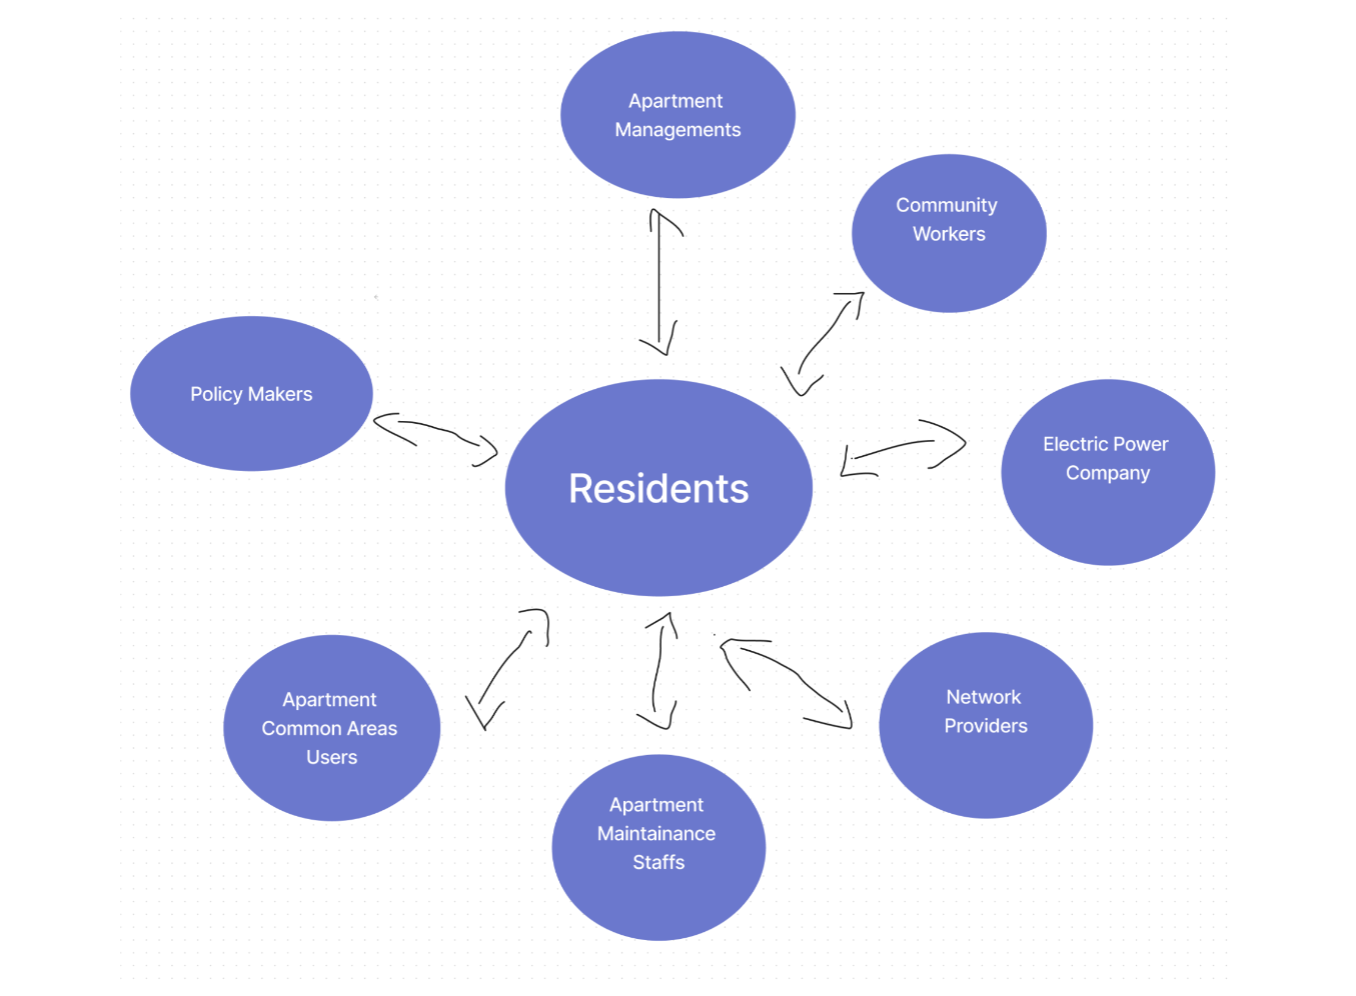 Apartment
Managements
Community
Workers
Policy Makers
Electric Power
Company
Residents
Apartment
Common Areas
Users
Network
Providers
Apartment
Maintainance
Staffs